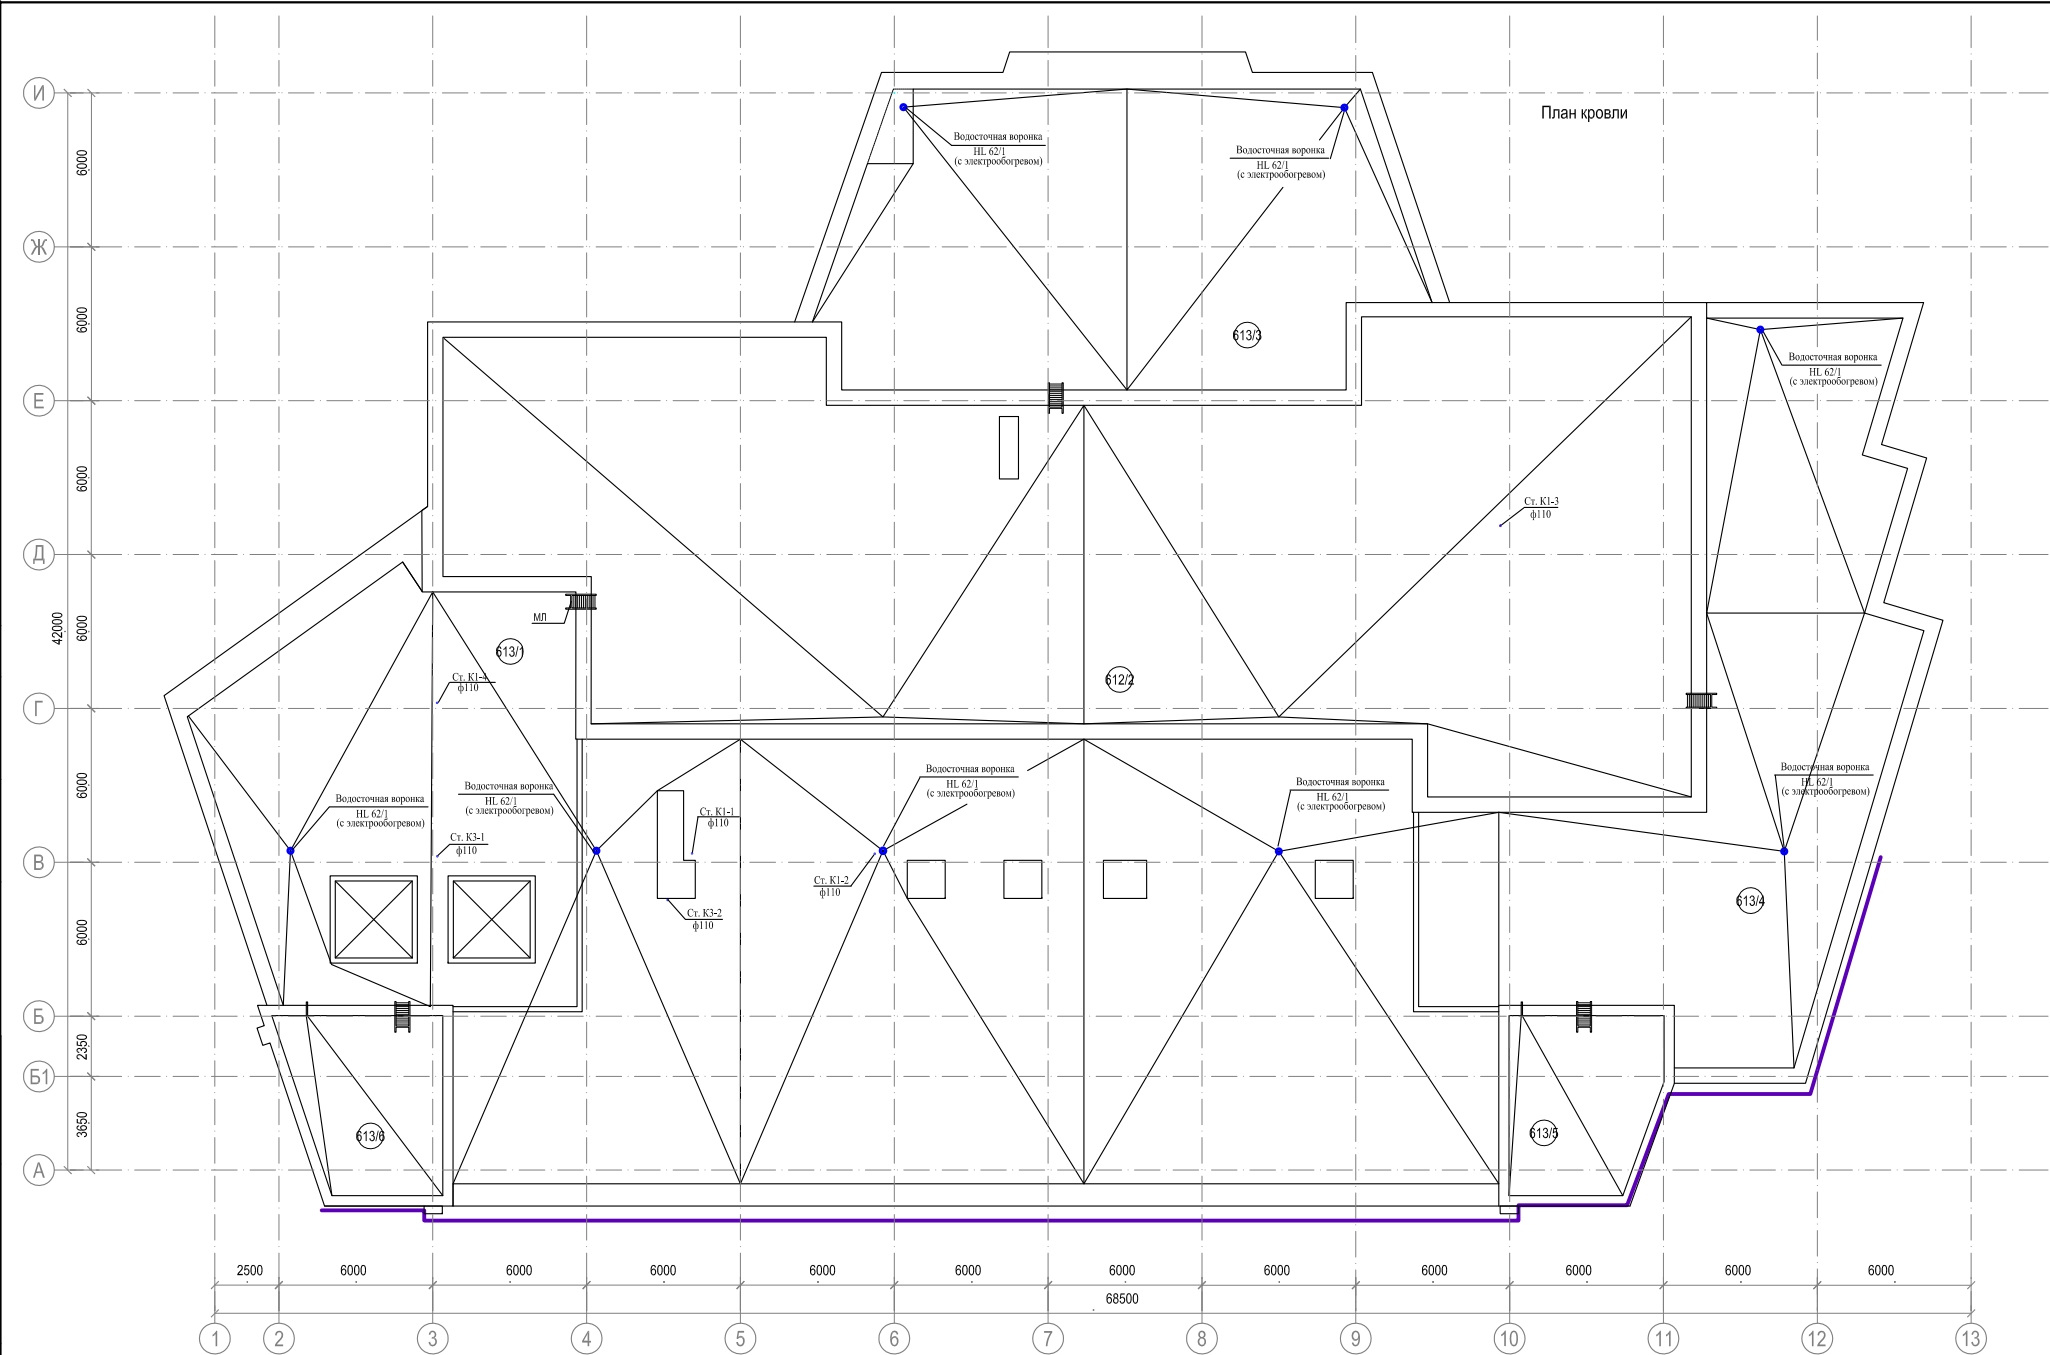 План кровли
И
Ж
Е
Д
Г
В
Б
Б1
А
6000
6000
6000
6000
6000
6000
2350
3650
42000
Водосточная воронка
HL 62/1
(с электрообогревом)
Водосточная воронка
HL 62/1
(с электрообогревом)
613/3
Водосточная воронка
HL 62/1
(с электрообогревом)
Ст. К1-3
ф110
МЛ
613/1
612/2
Ст. К1-4
ф110
Водосточная воронка
HL 62/1
(с электрообогревом)
Водосточная воронка
HL 62/1
(с электрообогревом)
Водосточная воронка
HL 62/1
(с электрообогревом)
Водосточная воронка
HL 62/1
(с электрообогревом)
Водосточная воронка
HL 62/1
(с электрообогревом)
Ст. К3-1
ф110
Ст. К1-1
ф110
Ст. К1-2
ф110
Ст. К3-2
ф110
613/4
613/6
613/5
2500
6000
6000
6000
6000
6000
6000
6000
6000
6000
6000
6000
68500
1
2
3
4
5
6
7
8
9
10
11
12
13